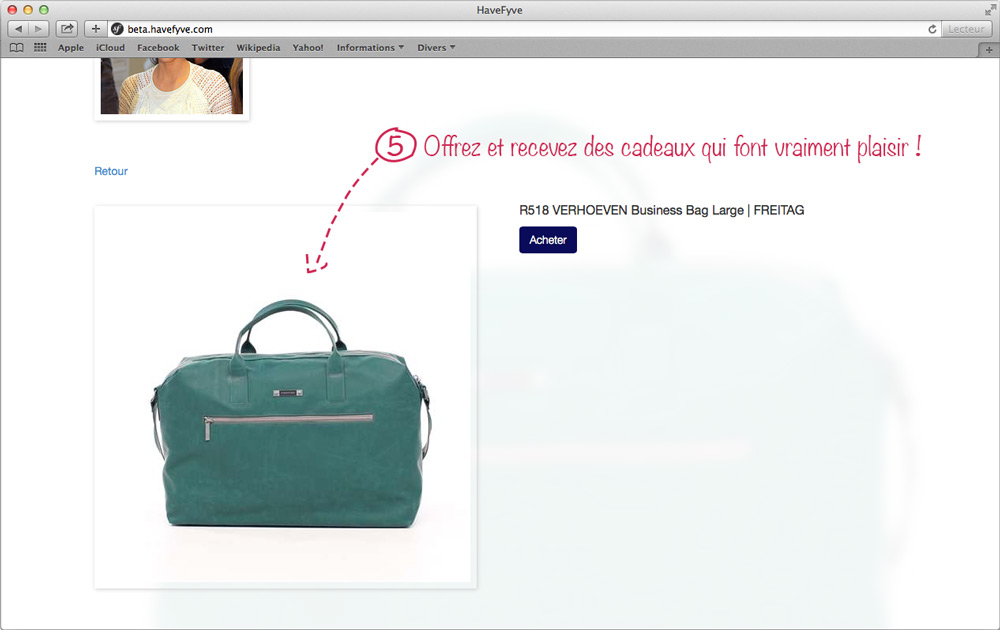 HaveFyve
beta.havefyve.com
Lecteur
Apple iCloud Facebook Twitter Wikipedia Yahoo! Informations Divers
5 Offrez et recevez des cadeaux qui font vraiment plaisir !
Retour
R518 VERHOEVEN Business Bag Large | FREITAG
Acheter